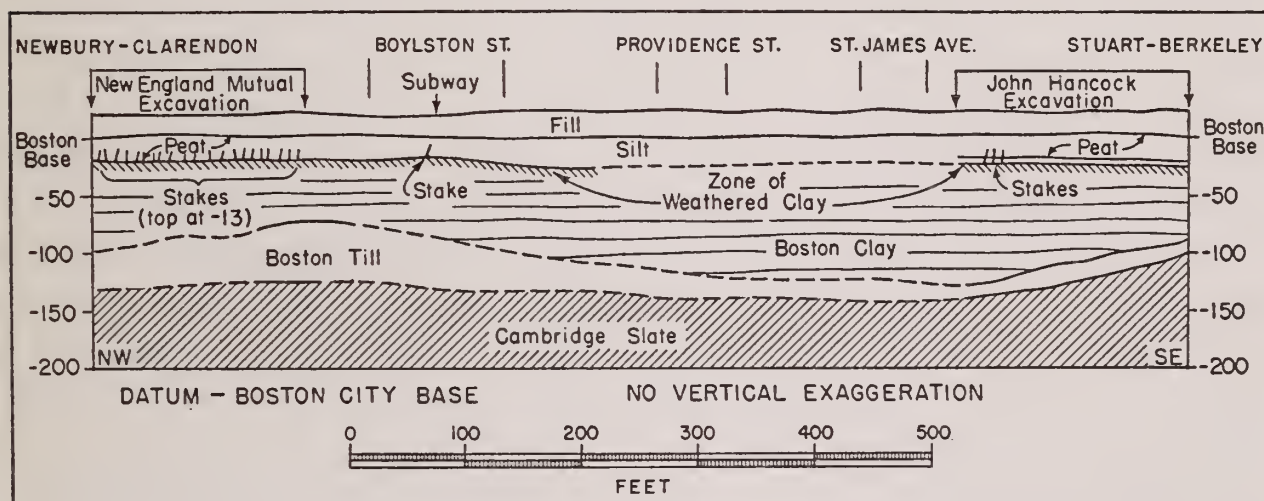 NEWBURY-CLARENDON BOYLSTON ST. PROVIDENCE ST. ST. JAMES AVE. STUART-BERKELEY
New England Mutual Excavation
Subway
John Hancock Excavation
Fill
Boston Base
Peat
Silt
Peat
Boston Base
Stakes (top at -13)
Stake
Zone of Weathered Clay
Stakes
-50
-50
Boston Till
Boston Clay
-100
-100
-150
-150
Cambridge Slate
-200
NW
SE
-200
DATUM – BOSTON CITY BASE NO VERTICAL EXAGGERATION
0 100 200 300 400 500
FEET